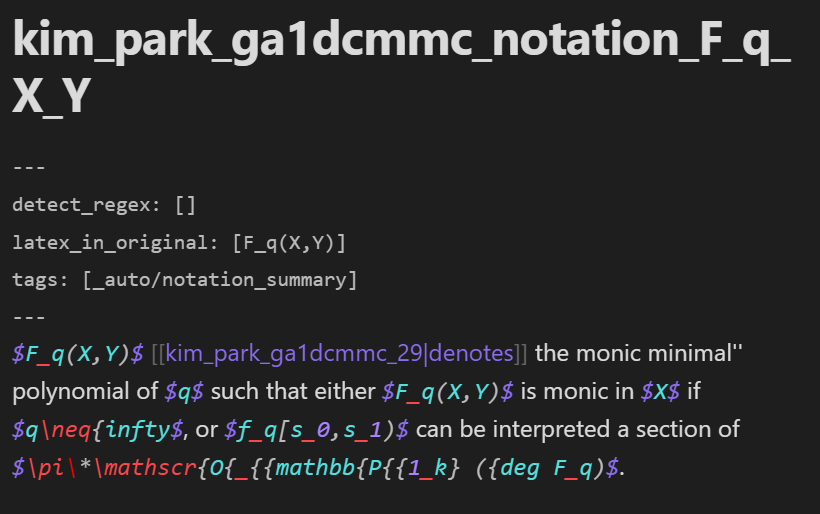 kim_park_ga1dcmmc_notation_F_q_
X_Y
---
detect_regex: []
latex_in_original: [F_q(X,Y)]
tags: [_auto/notation_summary]
---
$F_q(X,Y)$ [[kim_park_ga1dcmmc_29|denotes]] the monic minimal''
polynomial of $q$ such that either $F_q(X,Y)$ is monic in $X$ if
$q\neq{infty$, or $f_q[s_0,s_1)$ can be interpreted a section of
$\pi\*\mathscr{O{_{{mathbb{P{{1_k} ({deg F_q)$.